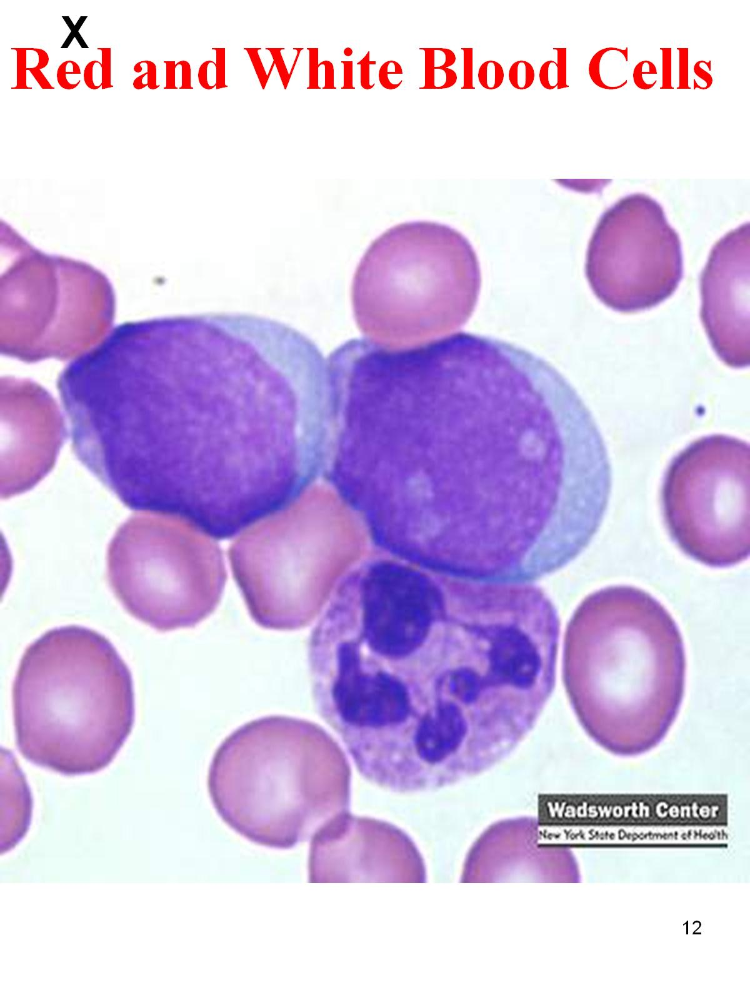 X
Red and White Blood Cells
Wadsworth Center
New York State Department of Health
12